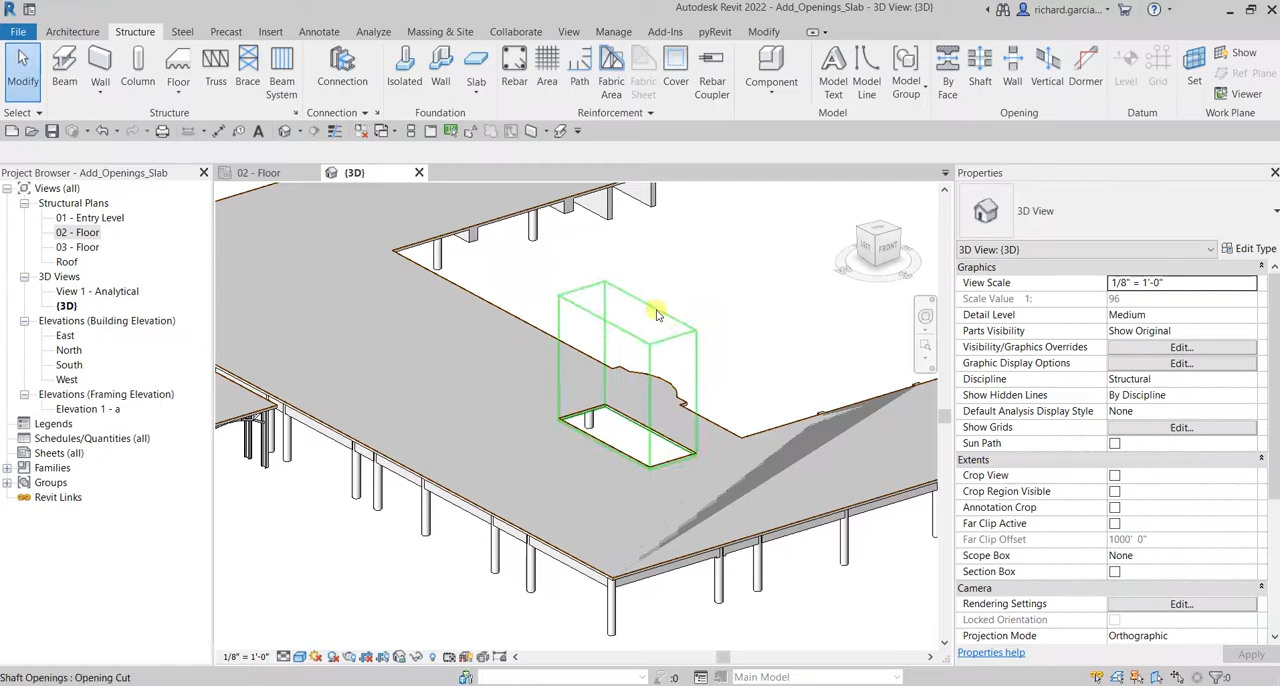 Autodesk Revit 2022 - Add_Openings_Slab - 3D View: {3D}
richard.garcia...
File Architecture Structure Steel Precast Insert Annotate Analyze Massing & Site Collaborate View Manage Add-Ins pyRevit Modify
Modify Beam Wall Column Floor Truss Brace Beam System Connection Isolated Wall Slab Rebar Area Path Fabric Area Fabric Sheet Cover Rebar Coupler Component Model Text Model Line Model Group By Face Shaft Wall Vertical Dormer Level Grid Set Show Ref Plane Viewer
Select Structure Connection Foundation Reinforcement Model Opening Datum Work Plane
Project Browser - Add_Openings_Slab
02 - Floor
{3D}
Properties
Views (all)
Structural Plans
01 - Entry Level
02 - Floor
03 - Floor
Roof
3D Views
View 1 - Analytical
{3D}
Elevations (Building Elevation)
East
North
South
West
Elevations (Framing Elevation)
Elevation 1 - a
Legends
Schedules/Quantities (all)
Sheets (all)
Families
Groups
Revit Links
LEFT FRONT
3D View
3D View: {3D} Edit Type
Graphics
View Scale 1/8" = 1'-0"
Scale Value 1: 96
Detail Level Medium
Parts Visibility Show Original
Visibility/Graphics Overrides Edit...
Graphic Display Options Edit...
Discipline Structural
Show Hidden Lines By Discipline
Default Analysis Display Style None
Show Grids Edit...
Sun Path
Extents
Crop View
Crop Region Visible
Annotation Crop
Far Clip Active
Far Clip Offset 1000' 0"
Scope Box None
Section Box
Camera
Rendering Settings Edit...
Locked Orientation
Projection Mode Orthographic
Properties help Apply
1/8" = 1'-0"
Shaft Openings : Opening Cut
:0
Main Model
:0